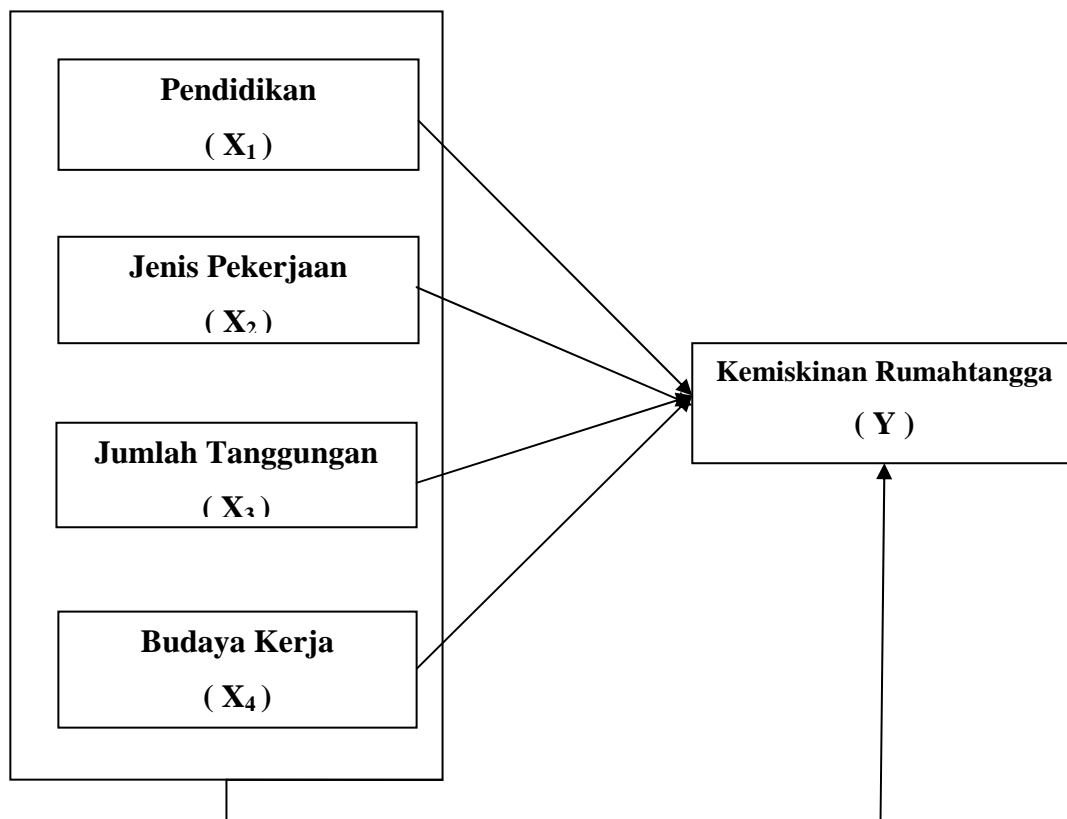 Pendidikan
( X₁ )
Jenis Pekerjaan
( X₂ )
Jumlah Tanggungan
( X₃ )
Budaya Kerja
( X₄ )
Kemiskinan Rumahtangga
( Y )